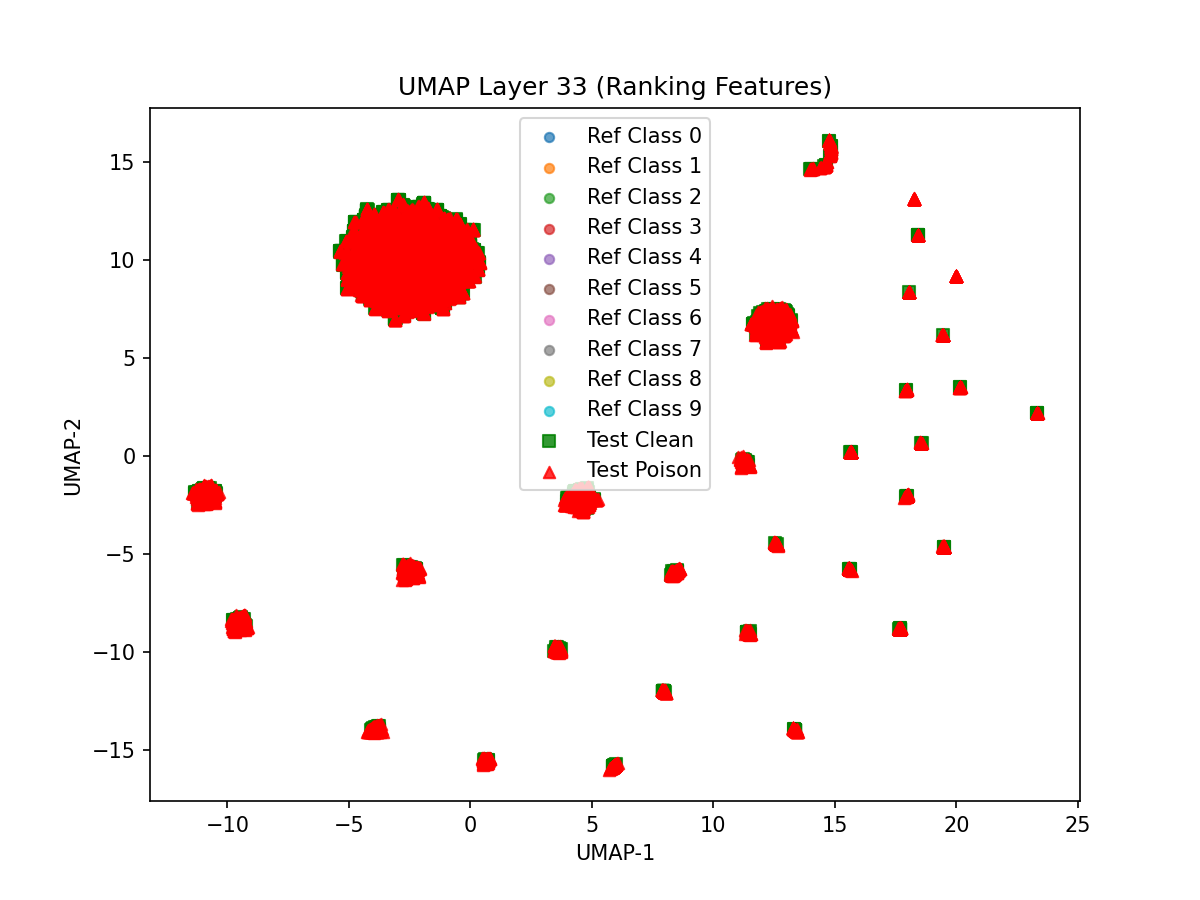 UMAP Layer 33 (Ranking Features)
Ref Class 0
Ref Class 1
Ref Class 2
Ref Class 3
Ref Class 4
Ref Class 5
Ref Class 6
Ref Class 7
Ref Class 8
Ref Class 9
Test Clean
Test Poison
UMAP-2
15
10
5
0
−5
−10
−15
−10
−5
0
5
10
15
20
25
UMAP-1